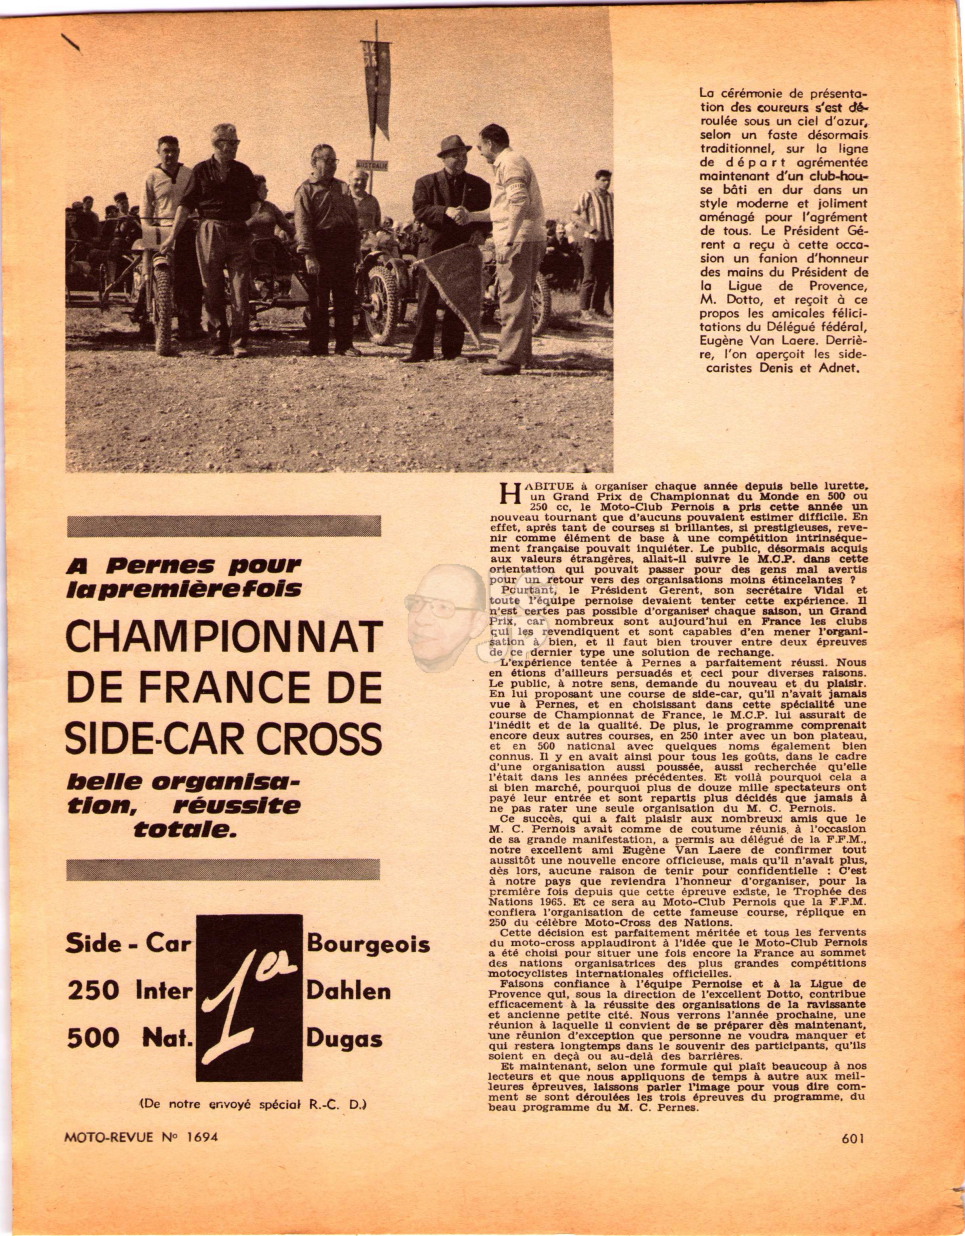 AUSTRALIE
La cérémonie de présenta-
tion des coureurs s'est dé-
roulée sous un ciel d'azur,
selon un faste désormais
traditionnel, sur la ligne
de départ agrémentée
maintenant d'un club-hou-
se bâti en dur dans un
style moderne et joliment
aménagé pour l'agrément
de tous. Le Président Gé-
rent a reçu à cette occa-
sion un fanion d'honneur
des mains du Président de
la Ligue de Provence,
M. Dotto, et reçoit à ce
propos les amicales félici-
tations du Délégué fédéral,
Eugène Van Laere. Derriè-
re, l'on aperçoit les side-
caristes Denis et Adnet.
A Pernes pour
la première fois
CHAMPIONNAT
DE FRANCE DE
SIDE-CAR CROSS
belle organisa-
tion, réussite
totale.
Side - Car 1er Bourgeois
250 Inter Dahlen
500 Nat. Dugas
(De notre envoyé spécial R.-C. D.)
HABITUE à organiser chaque année depuis belle lurette,
un Grand Prix de Championnat du Monde en 500 ou
250 cc, le Moto-Club Pernois a pris cette année un
nouveau tournant que d'aucuns pouvaient estimer difficile. En
effet, après tant de courses si brillantes, si prestigieuses, reve-
nir comme élément de base à une compétition intrinsèque-
ment française pouvait inquiéter. Le public, désormais acquis
aux valeurs étrangères, allait-il suivre le M.C.P. dans cette
orientation qui pouvait passer pour des gens mal avertis
pour un retour vers des organisations moins étincelantes ?
Pourtant, le Président Gerent, son secrétaire Vidal et
toute l'équipe pernoise devaient tenter cette expérience. Il
n'est certes pas possible d'organiser chaque saison, un Grand
Prix, car nombreux sont aujourd'hui en France les clubs
qui les revendiquent et sont capables d'en mener l'organi-
sation à bien, et il faut bien trouver entre deux épreuves
de ce dernier type une solution de rechange.
L'expérience tentée à Pernes a parfaitement réussi. Nous
en étions d'ailleurs persuadés et ceci pour diverses raisons.
Le public, à notre sens, demande du nouveau et du plaisir.
En lui proposant une course de side-car, qu'il n'avait jamais
vue à Pernes, et en choisissant dans cette spécialité une
course de Championnat de France, le M.C.P. lui assurait de
l'inédit et de la qualité. De plus, le programme comprenait
encore deux autres courses, en 250 inter avec un bon plateau,
et en 500 national avec quelques noms également bien
connus. Il y en avait ainsi pour tous les goûts, dans le cadre
d'une organisation aussi poussée, aussi recherchée qu'elle
l'était dans les années précédentes. Et voilà pourquoi cela a
si bien marché, pourquoi plus de douze mille spectateurs ont
payé leur entrée et sont repartis plus décidés que jamais à
ne pas rater une seule organisation du M. C. Pernois.
Ce succès, qui a fait plaisir aux nombreux amis que le
M. C. Pernois avait comme de coutume réunis à l'occasion
de sa grande manifestation, a permis au délégué de la F.F.M.,
notre excellent ami Eugène Van Laere de confirmer tout
aussitôt une nouvelle encore officieuse, mais qu'il n'avait plus,
dès lors, aucune raison de tenir pour confidentielle : C'est
à notre pays que reviendra l'honneur d'organiser, pour la
première fois depuis que cette épreuve existe, le Trophée des
Nations 1965. Et ce sera au Moto-Club Pernois que la F.F.M.
confiera l'organisation de cette fameuse course, réplique en
250 du célèbre Moto-Cross des Nations.
Cette décision est parfaitement méritée et tous les fervents
du moto-cross applaudiront à l'idée que le Moto-Club Pernois
a été choisi pour situer une fois encore la France au sommet
des nations organisatrices des plus grandes compétitions
motocyclistes internationales officielles.
Faisons confiance à l'équipe Pernoise et à la Ligue de
Provence qui, sous la direction de l'excellent Dotto, contribue
efficacement à la réussite des organisations de la ravissante
et ancienne petite cité. Nous verrons l'année prochaine, une
réunion à laquelle il convient de se préparer dès maintenant,
une réunion d'exception que personne ne voudra manquer et
qui restera longtemps dans le souvenir des participants, qu'ils
soient en deçà ou au-delà des barrières.
Et maintenant, selon une formule qui plaît beaucoup à nos
lecteurs et que nous appliquons de temps à autre aux meil-
leures épreuves, laissons parler l'image pour vous dire com-
ment se sont déroulées les trois épreuves du programme, du
beau programme du M. C. Pernes.
MOTO-REVUE No 1694
601